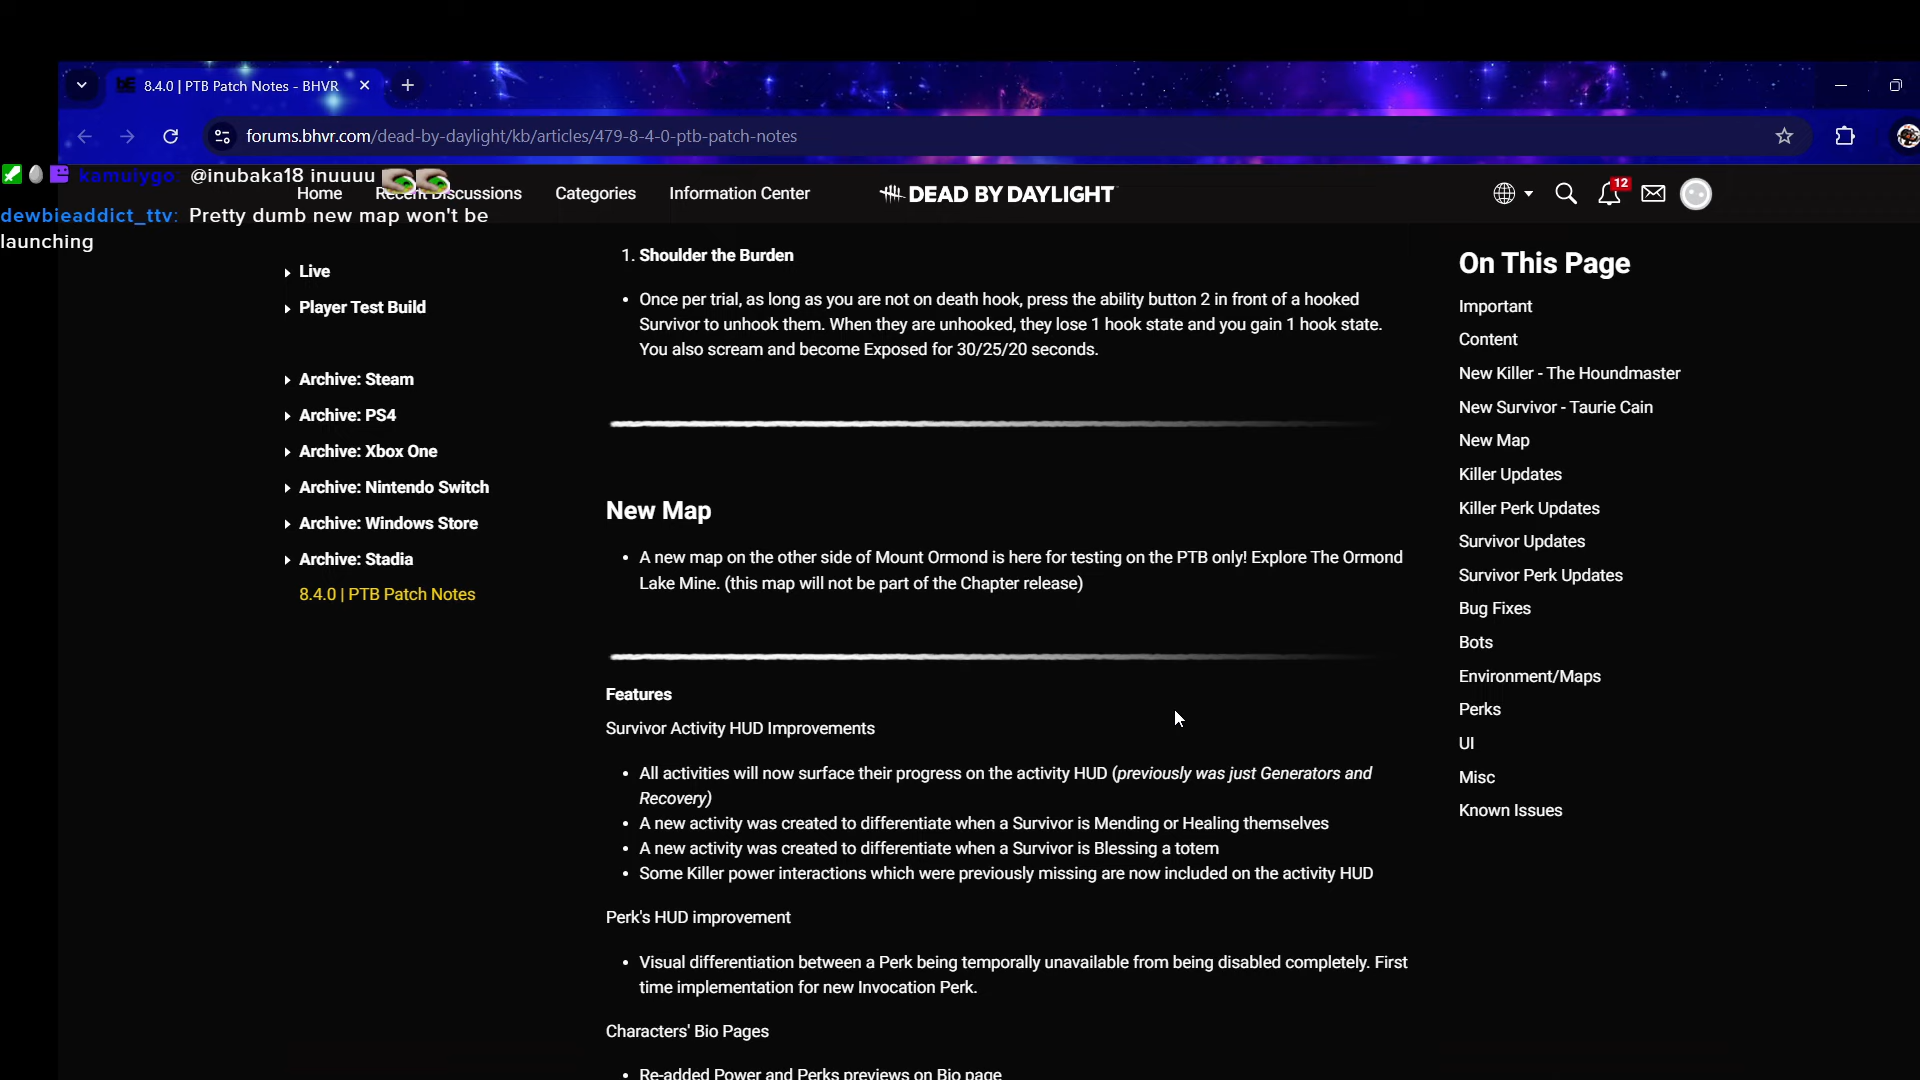 8.4.0 | PTB Patch Notes - BHVR
forums.bhvr.com/dead-by-daylight/kb/articles/479-8-4-0-ptb-patch-notes
kamuiygo: @inubaka18 inuuuu
dewbieaddict_ttv: Pretty dumb new map won't be
launching
Home
Recent Discussions
Categories
Information Center
DEAD BY DAYLIGHT
12
Live
Player Test Build
Archive: Steam
Archive: PS4
Archive: Xbox One
Archive: Nintendo Switch
Archive: Windows Store
Archive: Stadia
8.4.0 | PTB Patch Notes
1. Shoulder the Burden
• Once per trial, as long as you are not on death hook, press the ability button 2 in front of a hooked
Survivor to unhook them. When they are unhooked, they lose 1 hook state and you gain 1 hook state.
You also scream and become Exposed for 30/25/20 seconds.
New Map
• A new map on the other side of Mount Ormond is here for testing on the PTB only! Explore The Ormond
Lake Mine. (this map will not be part of the Chapter release)
Features
Survivor Activity HUD Improvements
• All activities will now surface their progress on the activity HUD (previously was just Generators and
Recovery)
• A new activity was created to differentiate when a Survivor is Mending or Healing themselves
• A new activity was created to differentiate when a Survivor is Blessing a totem
• Some Killer power interactions which were previously missing are now included on the activity HUD
Perk's HUD improvement
• Visual differentiation between a Perk being temporally unavailable from being disabled completely. First
time implementation for new Invocation Perk.
Characters' Bio Pages
• Re-added Power and Perks previews on Bio page
On This Page
Important
Content
New Killer - The Houndmaster
New Survivor - Taurie Cain
New Map
Killer Updates
Killer Perk Updates
Survivor Updates
Survivor Perk Updates
Bug Fixes
Bots
Environment/Maps
Perks
UI
Misc
Known Issues